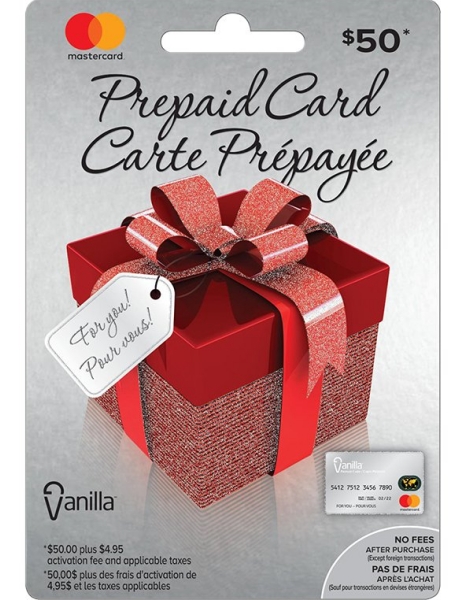 mastercard
$50*
Prepaid Card
Carte Prépayée
For you!
Pour vous!
Vanilla™
Vanilla
5412 7512 3456 7890
02/22
FOR YOU - POUR VOUS
mastercard
*$50.00 plus $4.95
activation fee and applicable taxes
*50,00$ plus des frais d'activation de
4,95$ et les taxes applicables
NO FEES
AFTER PURCHASE
(Except foreign transactions)
PAS DE FRAIS
APRÈS L'ACHAT
(Sauf pour transactions en devises étrangères)